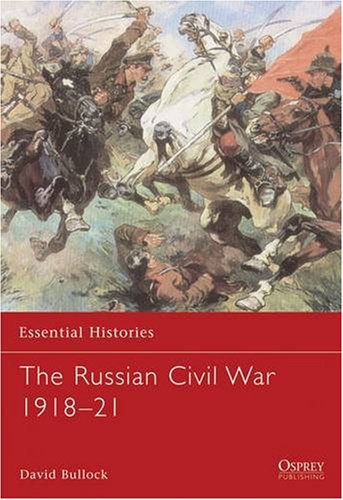 Essential Histories
The Russian Civil War
1918–21
David Bullock
OSPREY
PUBLISHING